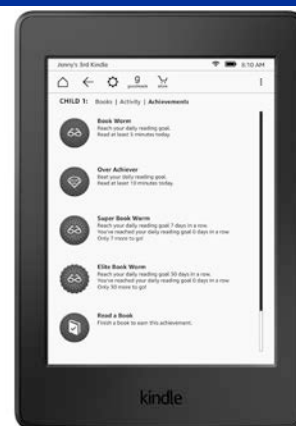 Jonny's 3rd Kindle 8:10 AM
goodreads
store
CHILD 1: Books | Activity | Achievements
Book Worm
Reach your daily reading goal.
Read at least 5 minutes today.
Over Achiever
Beat your daily reading goal.
Read at least 10 minutes today.
Super Book Worm
Reach your daily reading goal 7 days in a row.
You've reached your daily reading goal 0 days in a row
Only 7 more to go!
Elite Book Worm
Reach your daily reading goal 30 days in a row.
You've reached your daily reading goal 0 days in a row
Only 30 more to go!
Read a Book
Finish a book to earn this achievement.
kindle